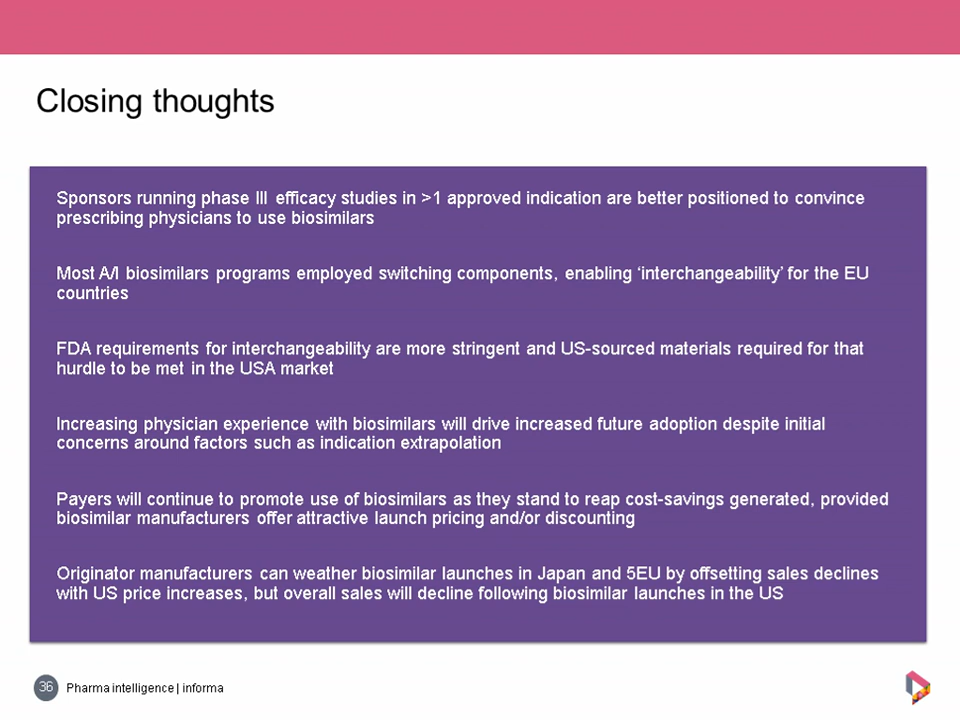 Closing thoughts
Sponsors running phase III efficacy studies in >1 approved indication are better positioned to convince
prescribing physicians to use biosimilars
Most A/I biosimilars programs employed switching components, enabling ‘interchangeability’ for the EU
countries
FDA requirements for interchangeability are more stringent and US-sourced materials required for that
hurdle to be met in the USA market
Increasing physician experience with biosimilars will drive increased future adoption despite initial
concerns around factors such as indication extrapolation
Payers will continue to promote use of biosimilars as they stand to reap cost-savings generated, provided
biosimilar manufacturers offer attractive launch pricing and/or discounting
Originator manufacturers can weather biosimilar launches in Japan and 5EU by offsetting sales declines
with US price increases, but overall sales will decline following biosimilar launches in the US
36 Pharma intelligence | informa